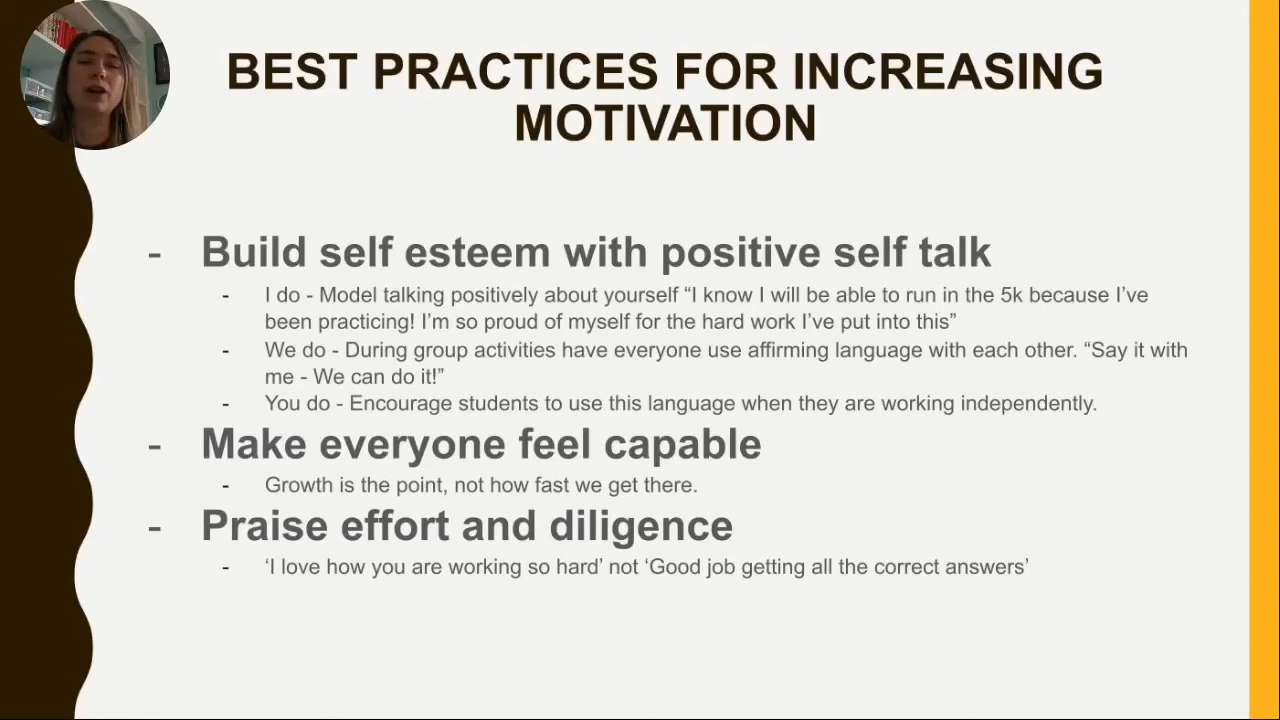 BEST PRACTICES FOR INCREASING
MOTIVATION
- Build self esteem with positive self talk
- I do - Model talking positively about yourself “I know I will be able to run in the 5k because I’ve
been practicing! I’m so proud of myself for the hard work I’ve put into this”
- We do - During group activities have everyone use affirming language with each other. “Say it with
me - We can do it!”
- You do - Encourage students to use this language when they are working independently.
- Make everyone feel capable
- Growth is the point, not how fast we get there.
- Praise effort and diligence
- ‘I love how you are working so hard’ not ‘Good job getting all the correct answers’